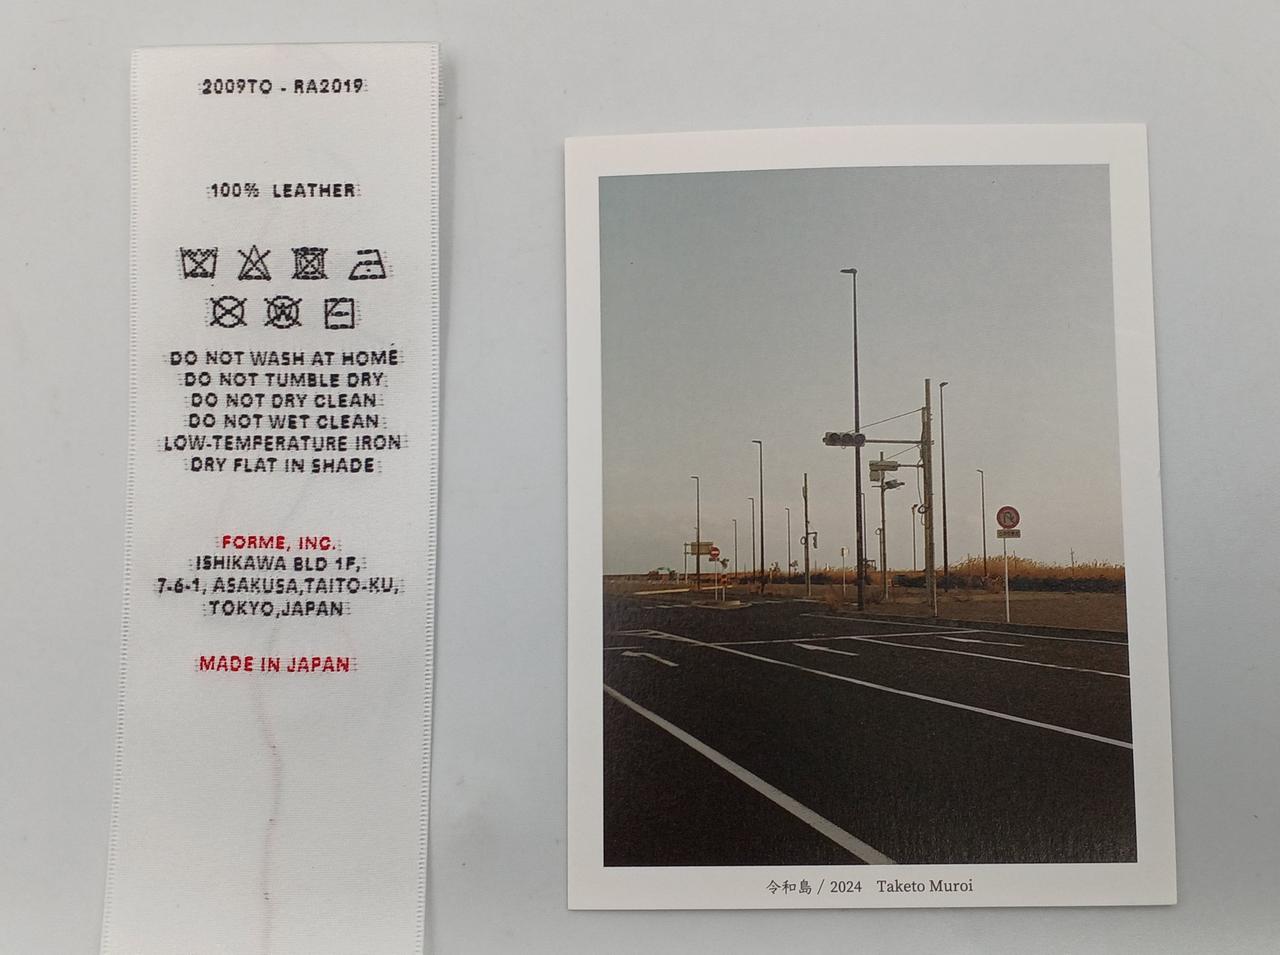 2009TO - RA2019
100% LEATHER
DO NOT WASH AT HOME
DO NOT TUMBLE DRY
DO NOT DRY CLEAN
DO NOT WET CLEAN
LOW-TEMPERATURE IRON
DRY FLAT IN SHADE
FORME, INC.
ISHIKAWA BLD 1F,
7-6-1, ASAKUSA,TAITO-KU,
TOKYO,JAPAN
MADE IN JAPAN
令和島 / 2024 Taketo Muroi